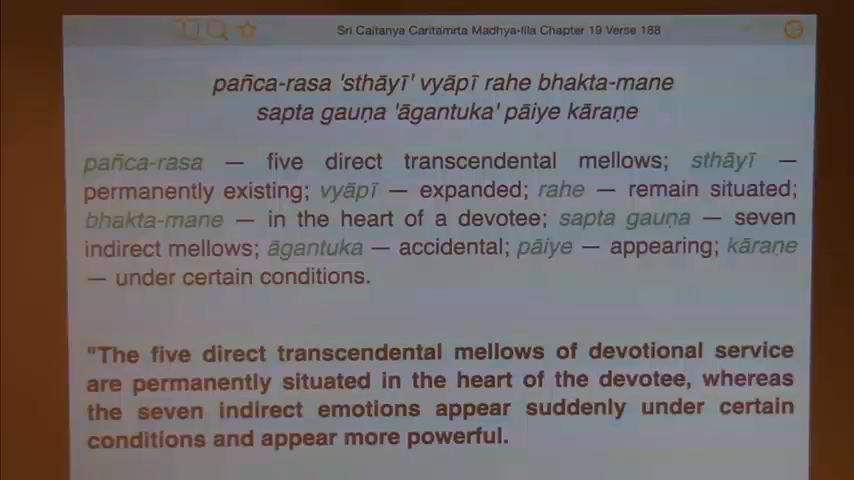 Sri Caitanya Caritamrta Madhya-lila Chapter 19 Verse 188
pañca-rasa 'sthāyī' vyāpī rahe bhakta-mane
sapta gauṇa 'āgantuka' pāiye kāraṇe
pañca-rasa — five direct transcendental mellows; sthāyī —
permanently existing; vyāpī — expanded; rahe — remain situated;
bhakta-mane — in the heart of a devotee; sapta gauṇa — seven
indirect mellows; āgantuka — accidental; pāiye — appearing; kāraṇe
— under certain conditions.
"The five direct transcendental mellows of devotional service
are permanently situated in the heart of the devotee, whereas
the seven indirect emotions appear suddenly under certain
conditions and appear more powerful.